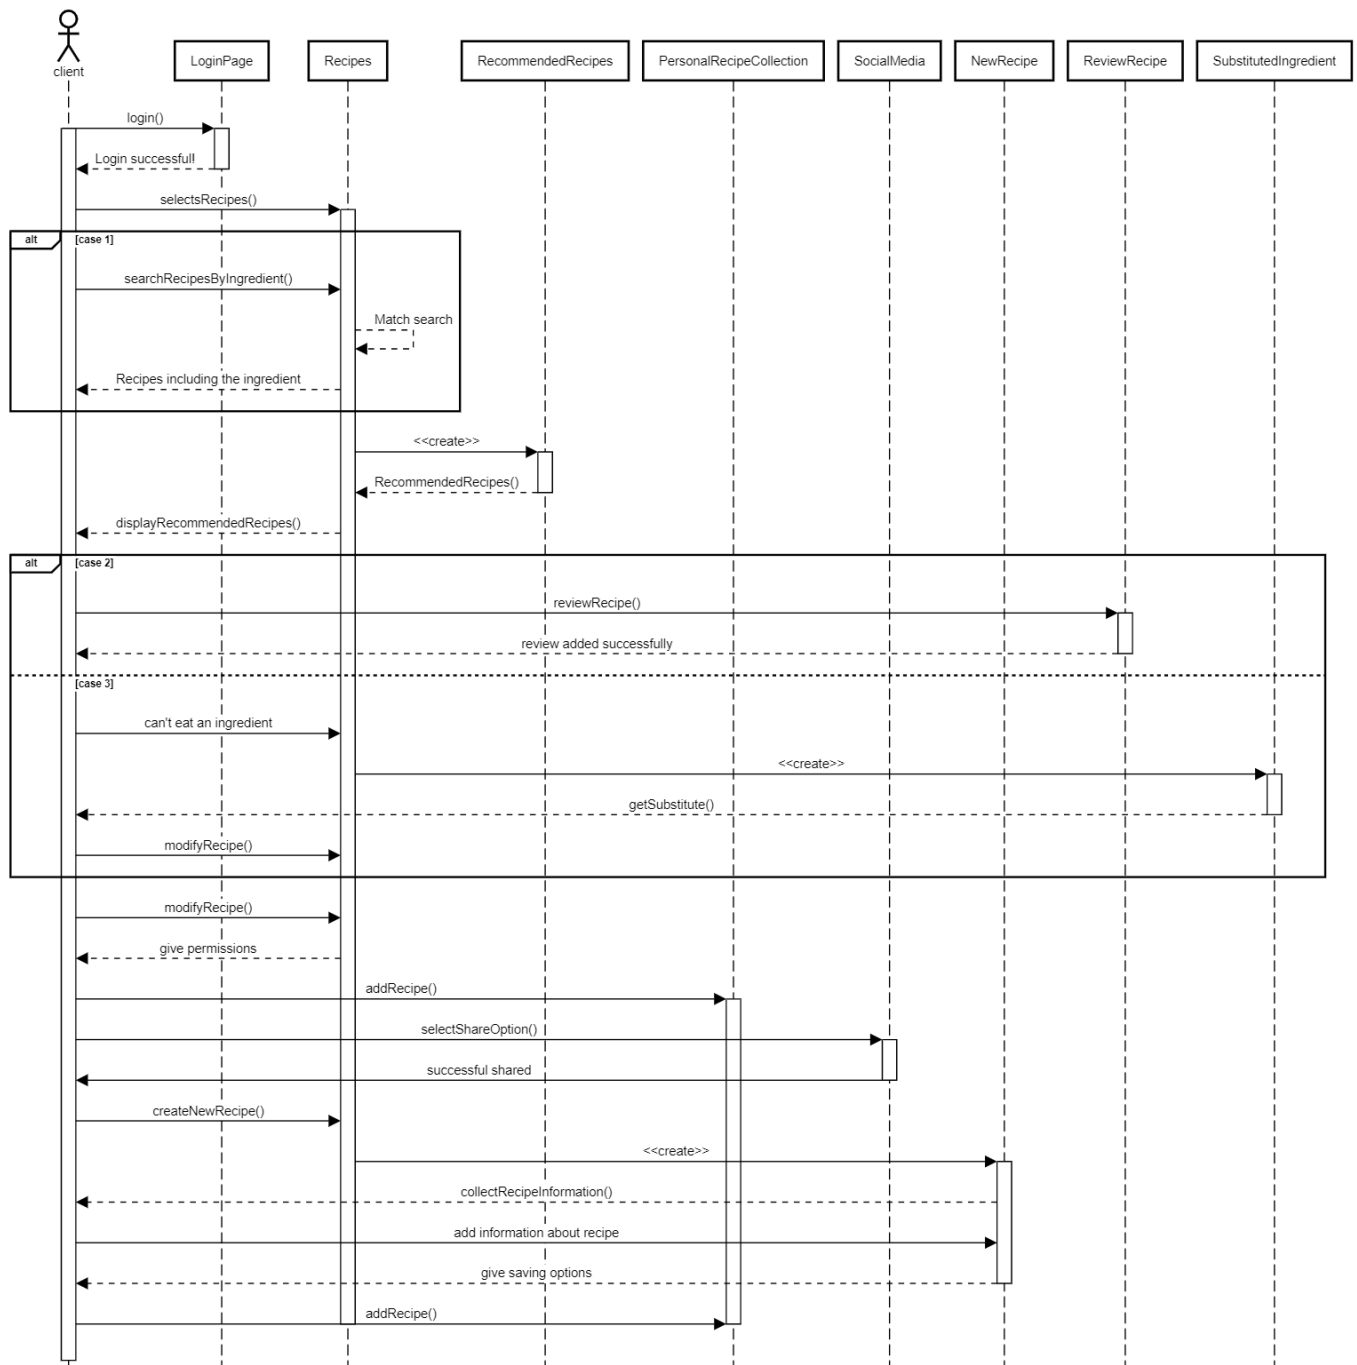 client
LoginPage
Recipes
RecommendedRecipes
PersonalRecipeCollection
SocialMedia
NewRecipe
ReviewRecipe
SubstitutedIngredient
login()
Login successfull
selectsRecipes()
alt
[case 1]
searchRecipesByIngredient()
Match search
Recipes including the ingredient
<<create>>
RecommendedRecipes()
displayRecommendedRecipes()
alt
[case 2]
reviewRecipe()
review added successfully
[case 3]
can't eat an ingredient
<<create>>
getSubstitute()
modifyRecipe()
modifyRecipe()
give permissions
addRecipe()
selectShareOption()
successful shared
createNewRecipe()
<<create>>
collectRecipeInformation()
add information about recipe
give saving options
addRecipe()